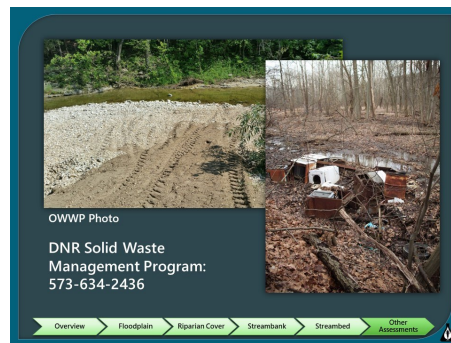 OWWP Photo
DNR Solid Waste
Management Program:
573-634-2436
Overview
Floodplain
Riparian Cover
Streambank
Streambed
Other
Assessments